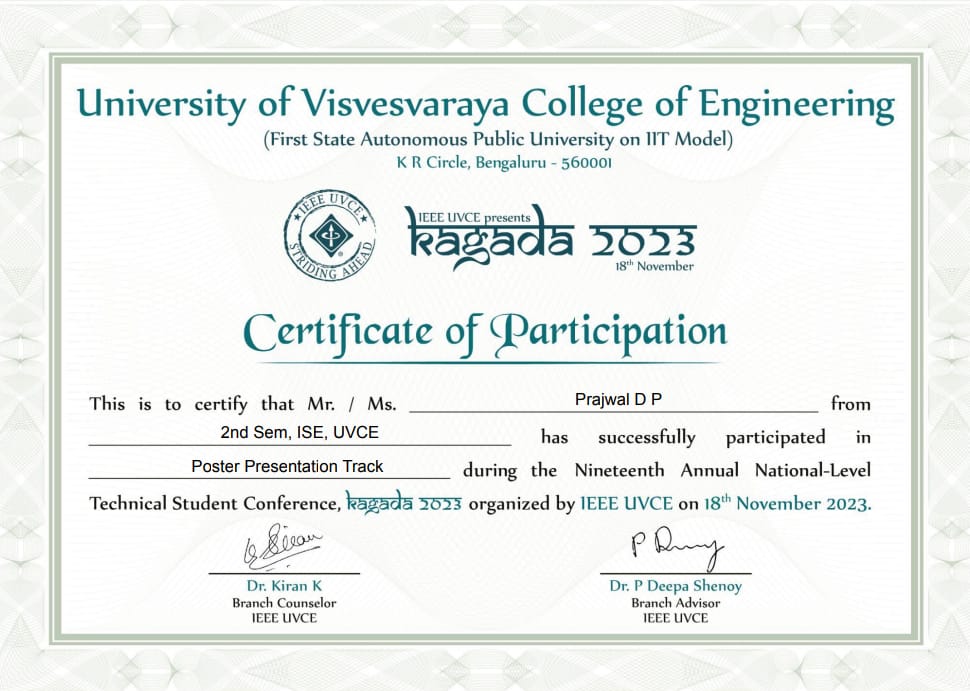 University of Visvesvaraya College of Engineering
(First State Autonomous Public University on IIT Model)
K R Circle, Bengaluru - 560001
IEEE UVCE
STRIDING AHEAD
IEEE UVCE presents
kagada 2023
18th November
Certificate of Participation
This is to certify that Mr. / Ms. Prajwal D P from
2nd Sem, ISE, UVCE has successfully participated in
Poster Presentation Track during the Nineteenth Annual National-Level
Technical Student Conference, kagada 2023 organized by IEEE UVCE on 18th November 2023.
Dr. Kiran K
Branch Counselor
IEEE UVCE
Dr. P Deepa Shenoy
Branch Advisor
IEEE UVCE